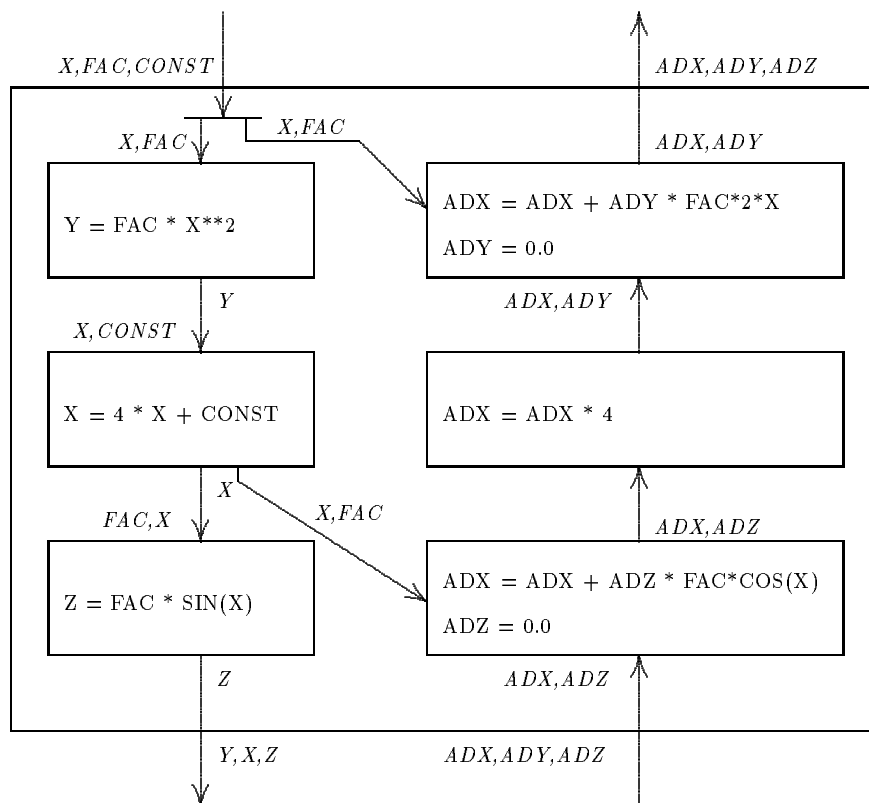 X,FAC,CONST
ADX,ADY,ADZ
X,FAC
X,FAC
ADX,ADY
Y = FAC * X**2
ADX = ADX + ADY * FAC*2*X
ADY = 0.0
Y
ADX,ADY
X,CONST
X = 4 * X + CONST
ADX = ADX * 4
X
X,FAC
FAC,X
ADX,ADZ
Z = FAC * SIN(X)
ADX = ADX + ADZ * FAC*COS(X)
ADZ = 0.0
Z
ADX,ADZ
Y,X,Z
ADX,ADY,ADZ